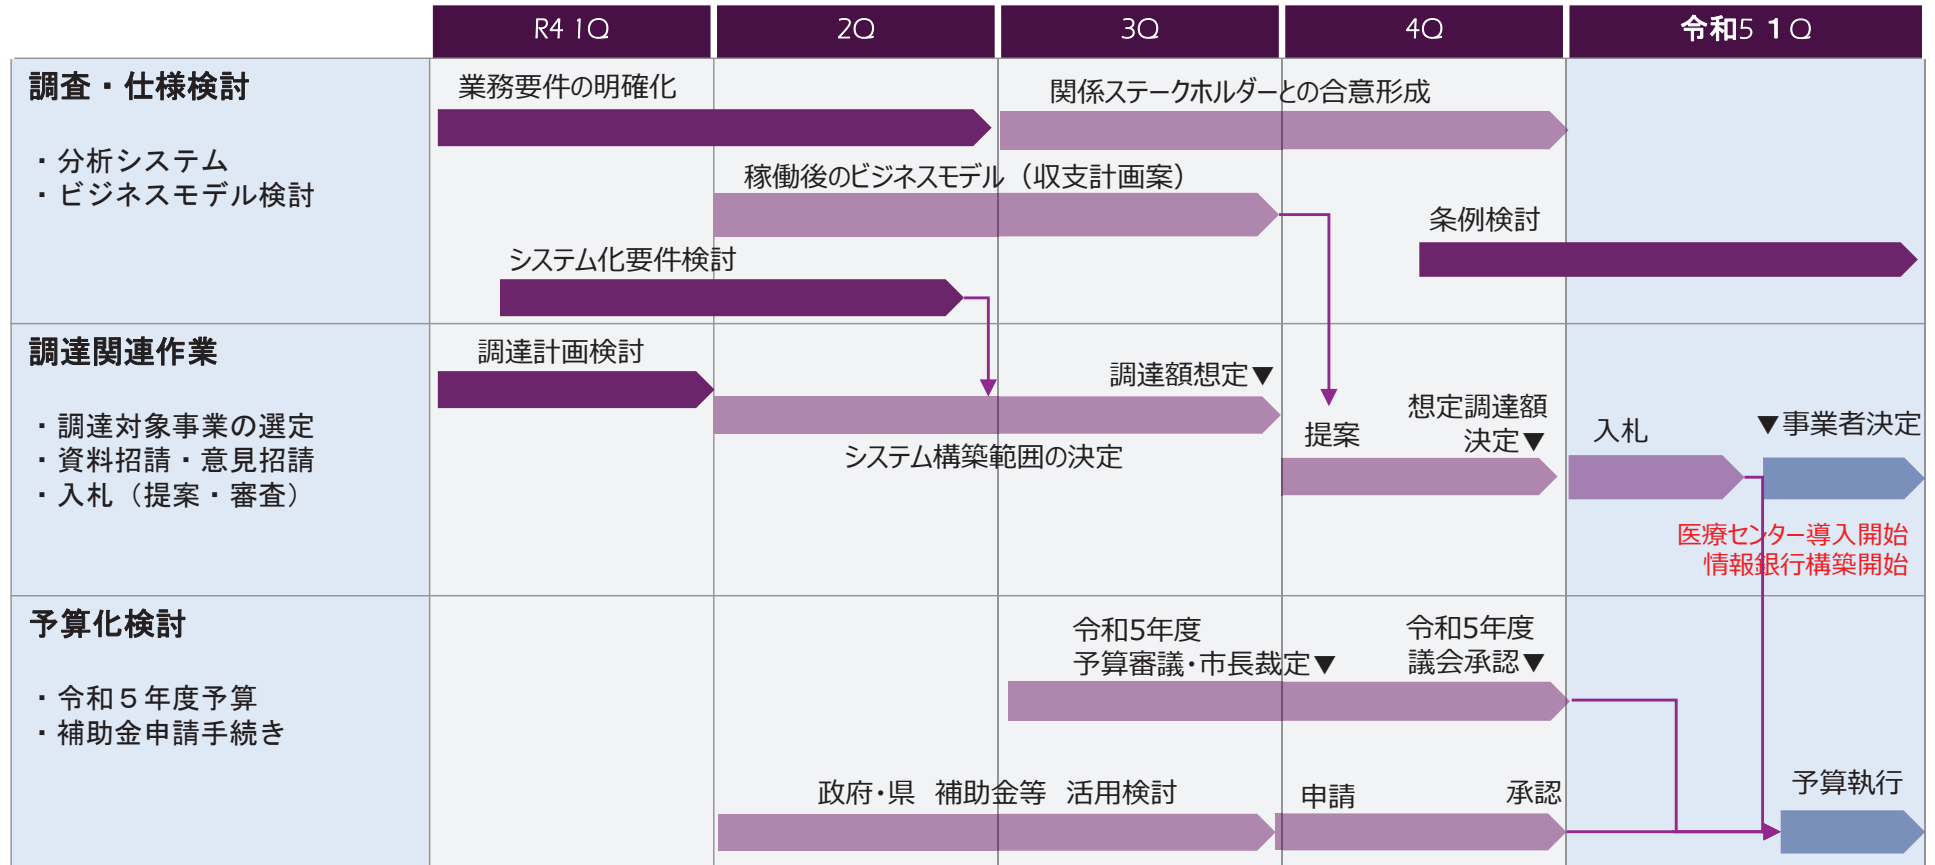 R4 1Q
2Q
3Q
4Q
令和5 1Q
調査・仕様検討
・分析システム
・ビジネスモデル検討
業務要件の明確化
関係ステークホルダーとの合意形成
稼働後のビジネスモデル（収支計画案）
条例検討
システム化要件検討
調達関連作業
・調達対象事業の選定
・資料招請・意見招請
・入札（提案・審査）
調達計画検討
調達額想定▼
システム構築範囲の決定
提案
想定調達額
決定▼
入札
▼事業者決定
医療センター導入開始
情報銀行構築開始
予算化検討
・令和５年度予算
・補助金申請手続き
令和5年度
予算審議・市長裁定▼
令和5年度
議会承認▼
政府・県　補助金等　活用検討
申請
承認
予算執行